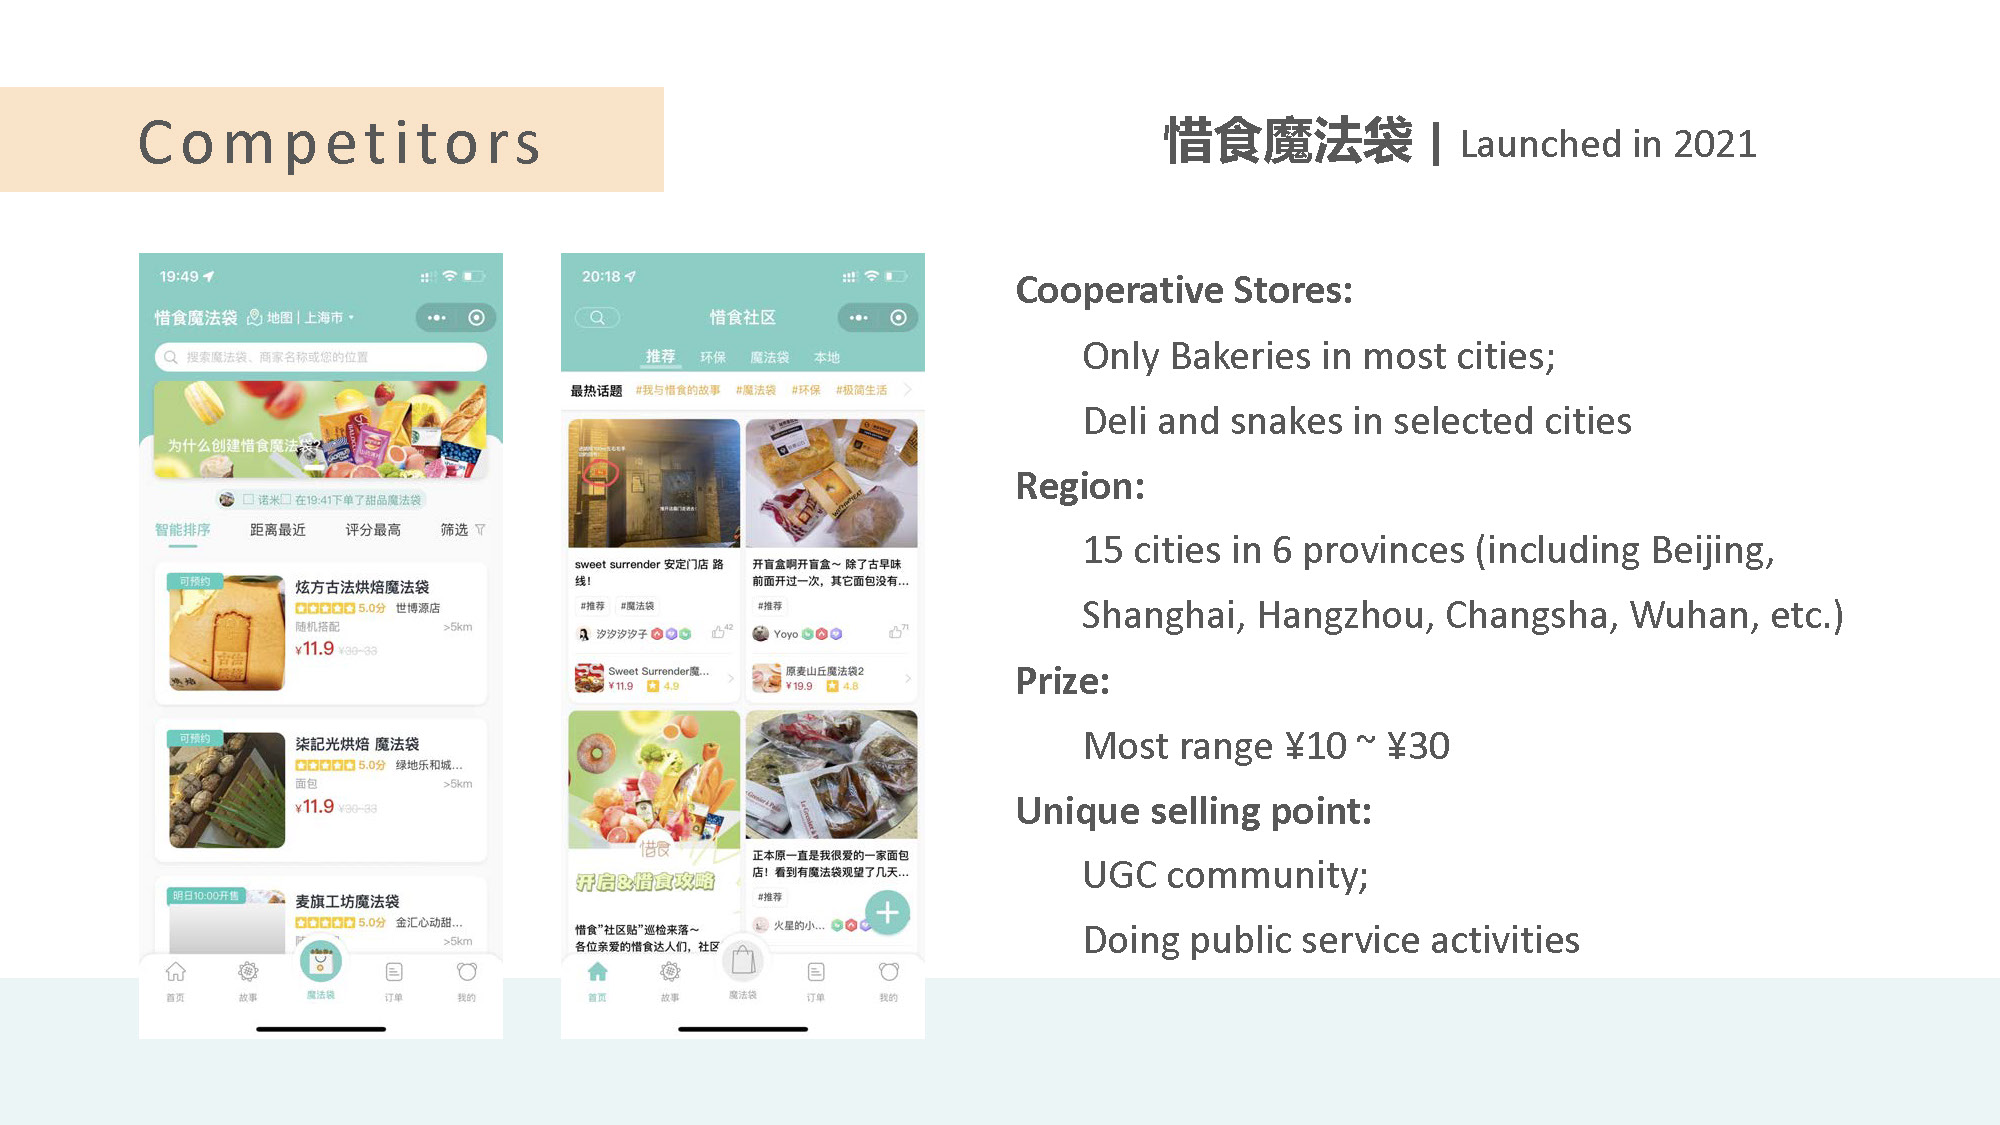 Competitors
惜食魔法袋 | Launched in 2021
19:49
惜食魔法袋 地图 | 上海市
搜索魔法袋、商家名称或您的位置
为什么创建惜食魔法袋?
诺米 在19:41下单了甜品魔法袋
智能排序 距离最近 评分最高 筛选
可预约
炫方古法烘焙魔法袋
5.0分 世博源店
随机搭配 >5km
¥11.9 ¥30-33
可预约
柒記光烘焙 魔法袋
5.0分 绿地乐和城...
面包 >5km
¥11.9 ¥30-33
明日10:00开售
麦旗工坊魔法袋
5.0分 金汇心动甜...
>5km
首页 故事 魔法袋 订单 我的
20:18
惜食社区
推荐 环保 魔法袋 本地
最热话题 #我与惜食的故事 #魔法袋 #环保 #极简生活
sweet surrender 安定门店 路
线!
#推荐 #魔法袋
汐汐汐汐子 42
Sweet Surrender魔...
¥11.9 4.9
开盲盒啊开盲盒～ 除了古早味
前面开过一次，其它面包没有...
#推荐
Yoyo 71
原麦山丘魔法袋2
¥19.9 4.8
惜食
开启&惜食攻略
惜食"社区贴"巡检来落～
各位亲爱的惜食达人们，社区
正本原一直是我很爱的一家面包
店！看到有魔法袋观望了几天...
#推荐
火星的小...
首页 故事 魔法袋 订单 我的
Cooperative Stores:
Only Bakeries in most cities;
Deli and snakes in selected cities
Region:
15 cities in 6 provinces (including Beijing,
Shanghai, Hangzhou, Changsha, Wuhan, etc.)
Prize:
Most range ¥10 ~ ¥30
Unique selling point:
UGC community;
Doing public service activities